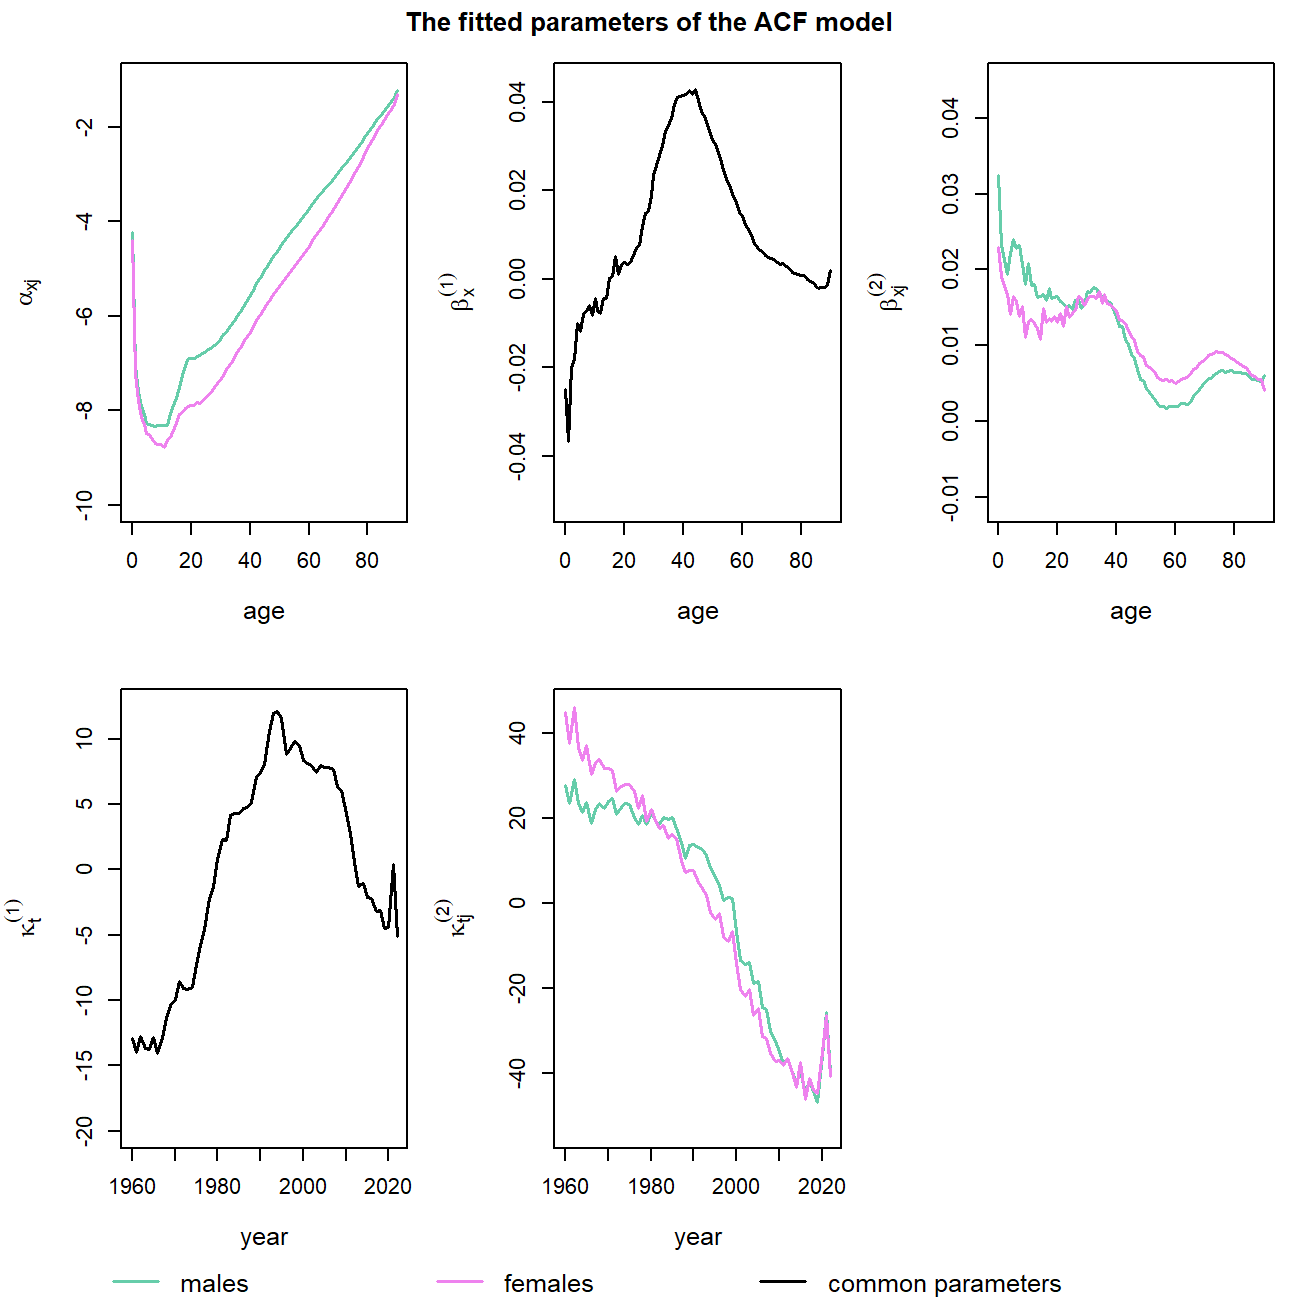 The fitted parameters of the ACF model
αxj
-2
-4
-6
-8
-10
0 20 40 60 80
age
βx(1)
0.04
0.02
0.00
-0.02
-0.04
0 20 40 60 80
age
βxj(2)
0.04
0.03
0.02
0.01
0.00
-0.01
0 20 40 60 80
age
κt(1)
10
5
0
-5
-10
-15
-20
1960 1980 2000 2020
year
κtj(2)
40
20
0
-20
-40
1960 1980 2000 2020
year
males females common parameters